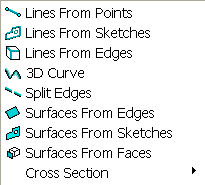 Lines From Points
Lines From Sketches
Lines From Edges
3D Curve
Split Edges
Surfaces From Edges
Surfaces From Sketches
Surfaces From Faces
Cross Section